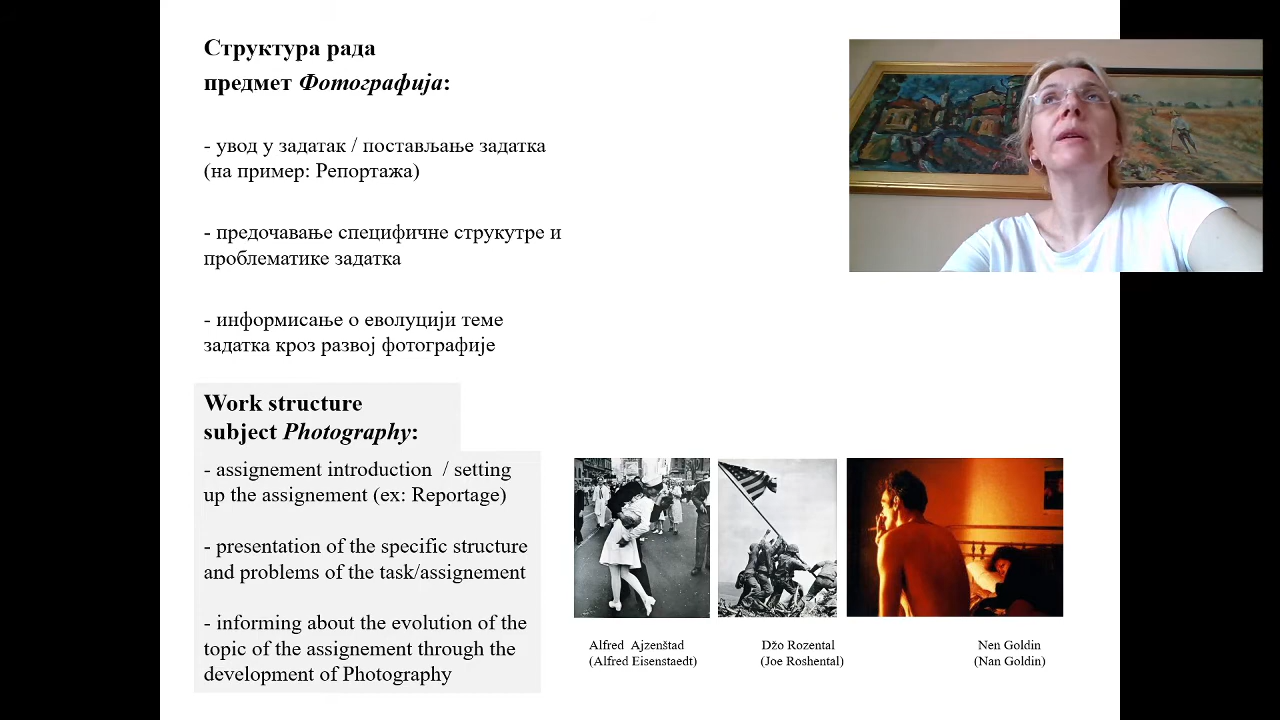 Структура рада
предмет Фотографија:
- увод у задатак / постављање задатка
(на пример: Репортажа)
- предочавање специфичне струкутре и
проблематике задатка
- информисање о еволуцији теме
задатка кроз развој фотографије
Work structure
subject Photography:
- assignement introduction / setting
up the assignement (ex: Reportage)
- presentation of the specific structure
and problems of the task/assignement
- informing about the evolution of the
topic of the assignement through the
development of Photography
Alfred Ajzenštad
(Alfred Eisenstaedt)
Džo Rozental
(Joe Roshental)
Nen Goldin
(Nan Goldin)